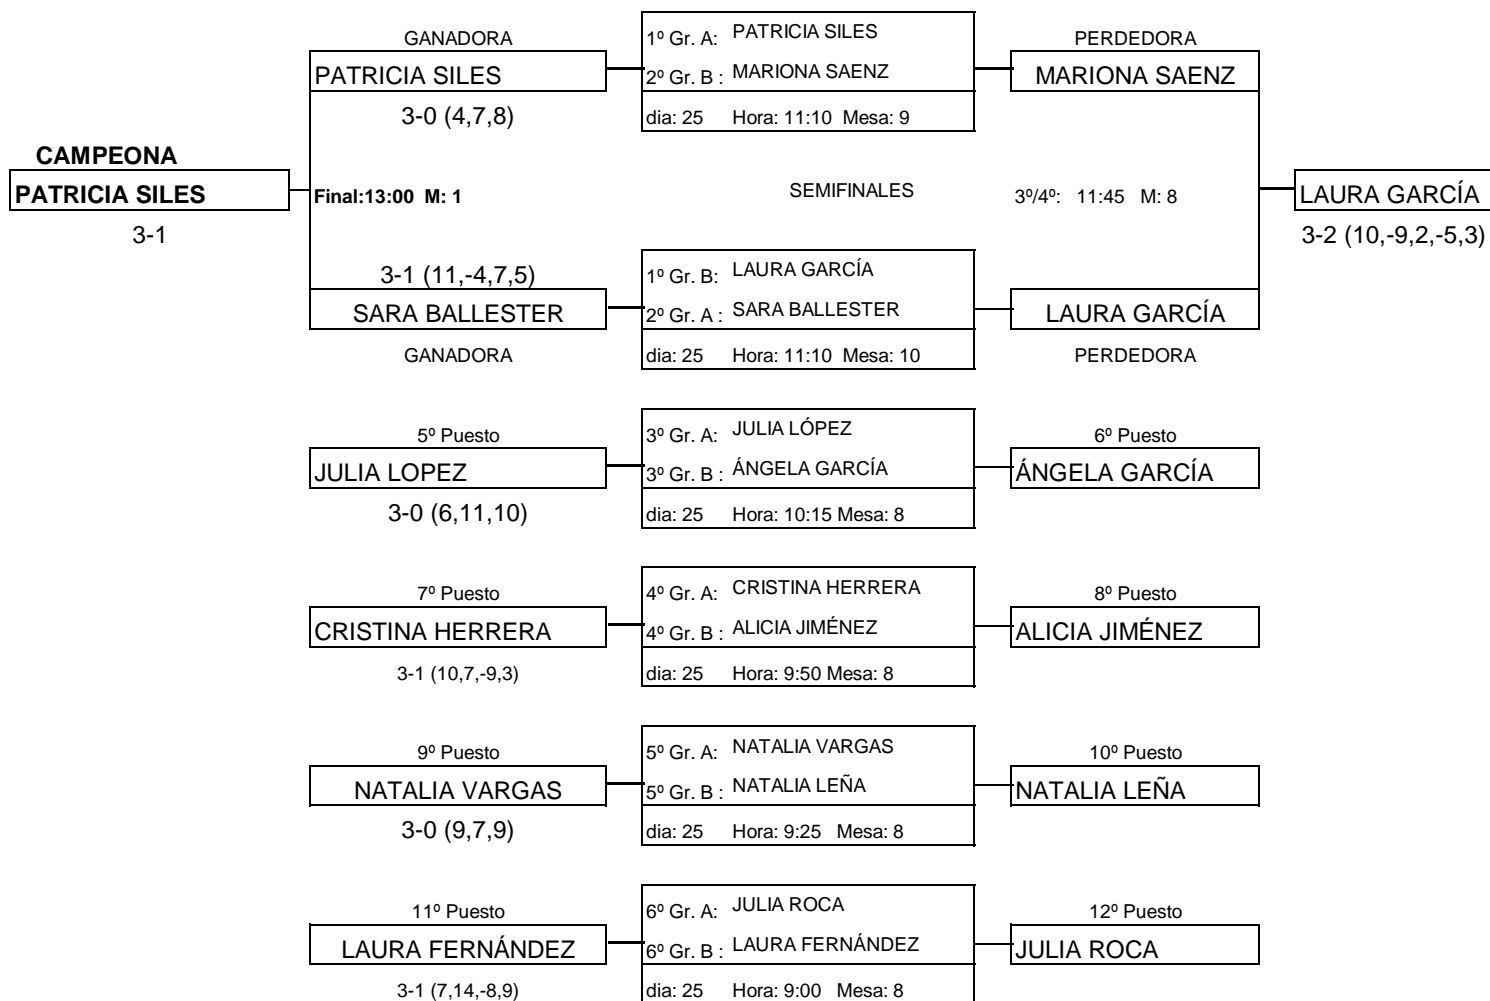 GANADORA
1º Gr. A: PATRICIA SILES
PERDEDORA
PATRICIA SILES
2º Gr. B : MARIONA SAENZ
MARIONA SAENZ
3-0 (4,7,8)
dia: 25 Hora: 11:10 Mesa: 9
CAMPEONA
PATRICIA SILES
Final:13:00 M: 1
SEMIFINALES
3º/4º: 11:45 M: 8
LAURA GARCÍA
3-1
3-2 (10,-9,2,-5,3)
3-1 (11,-4,7,5)
1º Gr. B: LAURA GARCÍA
SARA BALLESTER
2º Gr. A : SARA BALLESTER
LAURA GARCÍA
GANADORA
dia: 25 Hora: 11:10 Mesa: 10
PERDEDORA
5º Puesto
3º Gr. A: JULIA LÓPEZ
6º Puesto
JULIA LOPEZ
3º Gr. B : ÁNGELA GARCÍA
ÁNGELA GARCÍA
3-0 (6,11,10)
dia: 25 Hora: 10:15 Mesa: 8
7º Puesto
4º Gr. A: CRISTINA HERRERA
8º Puesto
CRISTINA HERRERA
4º Gr. B : ALICIA JIMÉNEZ
ALICIA JIMÉNEZ
3-1 (10,7,-9,3)
dia: 25 Hora: 9:50 Mesa: 8
9º Puesto
5º Gr. A: NATALIA VARGAS
10º Puesto
NATALIA VARGAS
5º Gr. B : NATALIA LEÑA
NATALIA LEÑA
3-0 (9,7,9)
dia: 25 Hora: 9:25 Mesa: 8
11º Puesto
6º Gr. A: JULIA ROCA
12º Puesto
LAURA FERNÁNDEZ
6º Gr. B : LAURA FERNÁNDEZ
JULIA ROCA
3-1 (7,14,-8,9)
dia: 25 Hora: 9:00 Mesa: 8